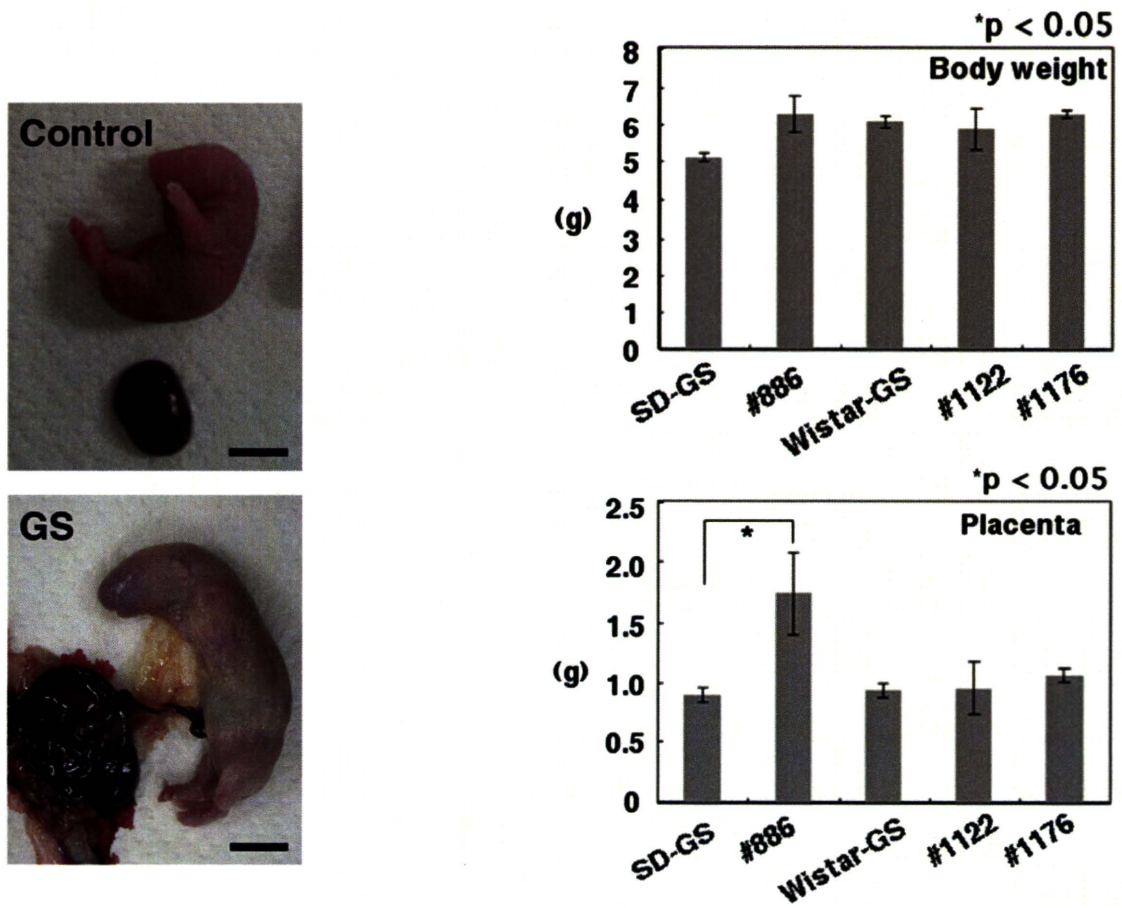 Control
GS
*p < 0.05
Body weight
8
7
6
5
4
3
2
1
0
(g)
SD-GS
#886
Wistar-GS
#1122
#1176
*p < 0.05
Placenta
2.5
2.0
1.5
1.0
0.5
0
(g)
*
SD-GS
#886
Wistar-GS
#1122
#1176